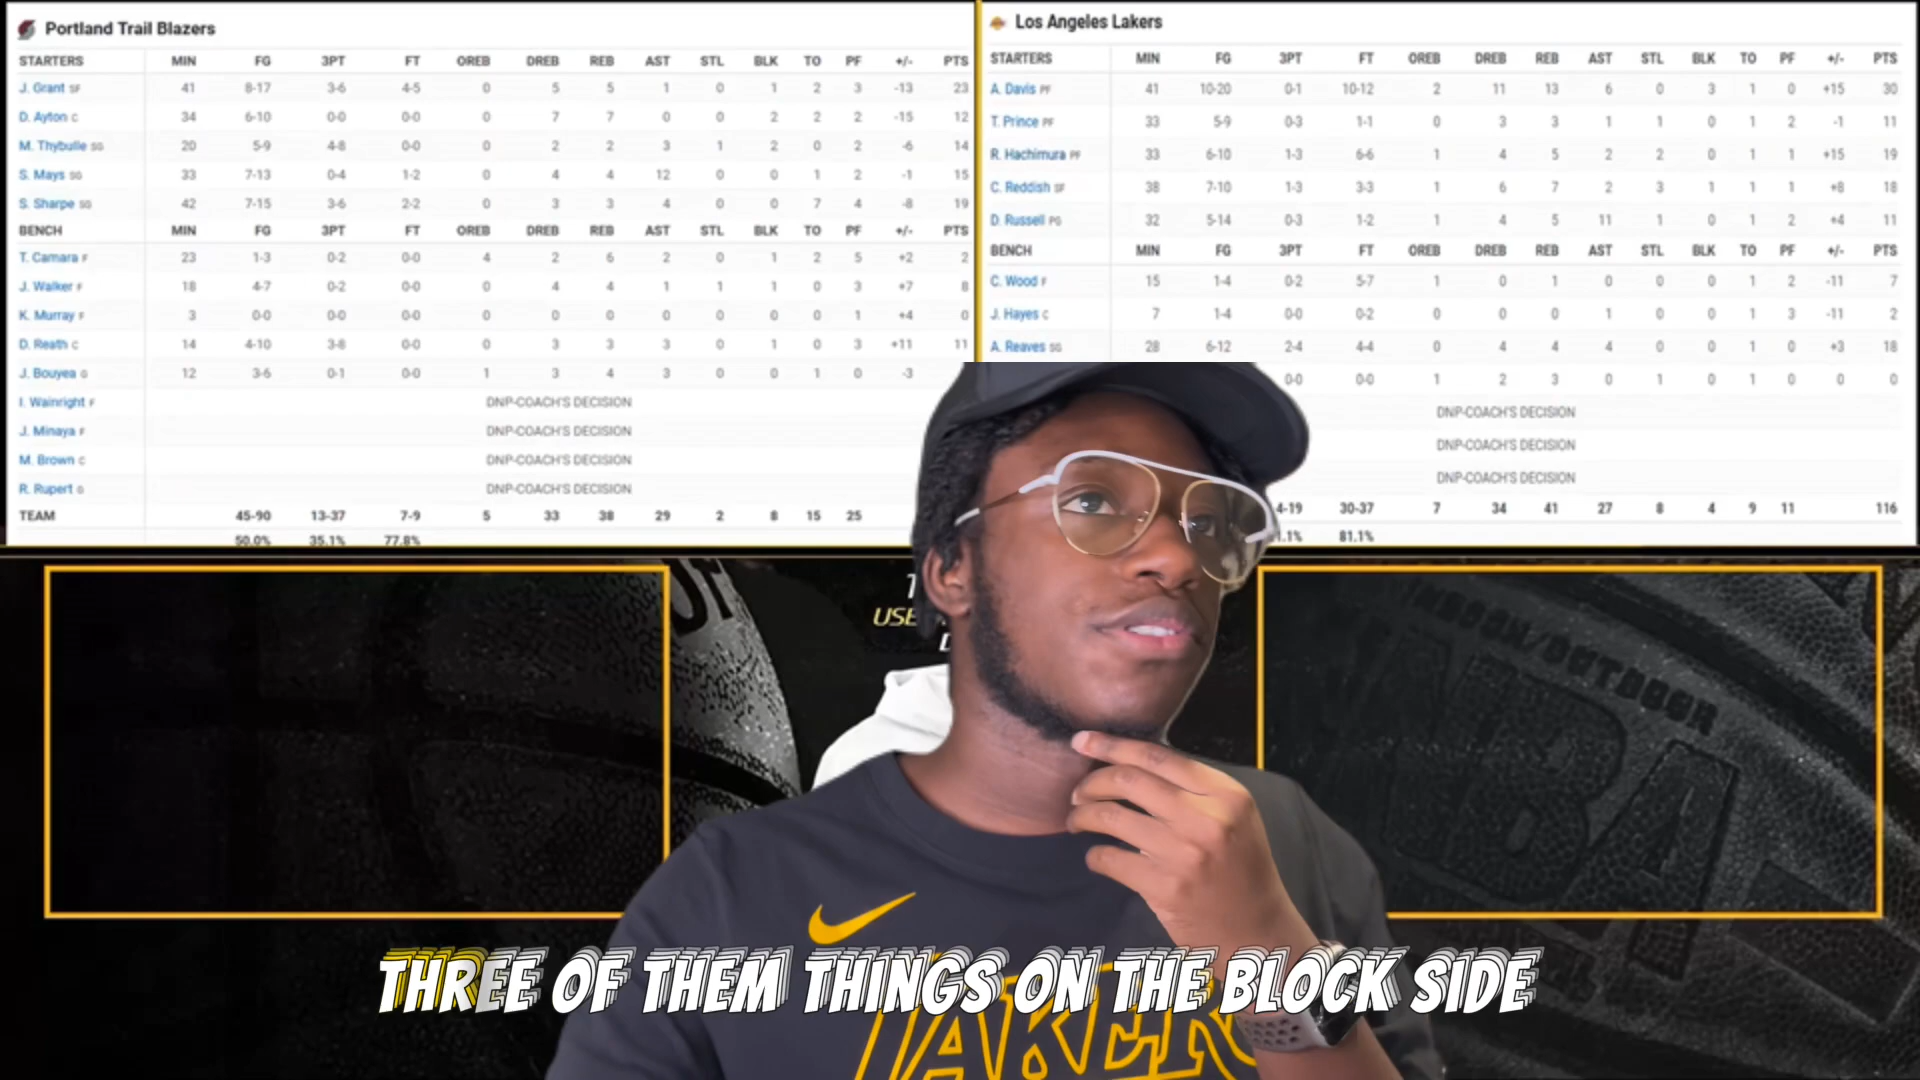 Portland Trail Blazers
STARTERS MIN FG 3PT FT OREB DREB REB AST STL BLK TO PF +/- PTS
J. Grant SF 41 8-17 3-6 4-5 0 5 5 1 0 1 2 3 -13 23
D. Ayton C 34 6-10 0-0 0-0 0 7 7 0 0 2 2 2 -15 12
M. Thybulle SG 20 5-9 4-8 0-0 0 2 2 3 1 2 0 2 -6 14
S. Mays SG 33 7-13 0-4 1-2 0 4 4 12 0 0 1 2 -1 15
S. Sharpe SG 42 7-15 3-6 2-2 0 3 3 4 0 0 7 4 -8 19
BENCH MIN FG 3PT FT OREB DREB REB AST STL BLK TO PF +/- PTS
T. Camara F 23 1-3 0-2 0-0 4 2 6 2 0 1 2 5 +2 2
J. Walker F 18 4-7 0-2 0-0 0 4 4 1 1 1 0 3 +7 8
K. Murray F 3 0-0 0-0 0-0 0 0 0 0 0 0 0 1 +4 0
D. Reath C 14 4-10 3-8 0-0 0 3 3 3 0 1 0 3 +11 11
J. Bouyea G 12 3-6 0-1 0-0 1 3 4 3 0 0 1 0 -3
I. Wainright F DNP-COACH'S DECISION
J. Minaya F DNP-COACH'S DECISION
M. Brown C DNP-COACH'S DECISION
R. Rupert G DNP-COACH'S DECISION
TEAM 45-90 13-37 7-9 5 33 38 29 2 8 15 25
50.0% 35.1% 77.8%
Los Angeles Lakers
STARTERS MIN FG 3PT FT OREB DREB REB AST STL BLK TO PF +/- PTS
A. Davis PF 41 10-20 0-1 10-12 2 11 13 6 0 3 1 0 +15 30
T. Prince PF 33 5-9 0-3 1-1 0 3 3 1 1 0 1 2 -1 11
R. Hachimura PF 33 6-10 1-3 6-6 1 4 5 2 2 0 1 1 +15 19
C. Reddish SF 38 7-10 1-3 3-3 1 6 7 2 3 1 1 1 +8 18
D. Russell PG 32 5-14 0-3 1-2 1 4 5 11 1 0 1 2 +4 11
BENCH MIN FG 3PT FT OREB DREB REB AST STL BLK TO PF +/- PTS
C. Wood F 15 1-4 0-2 5-7 1 0 1 0 0 0 1 2 -11 7
J. Hayes C 7 1-4 0-0 0-2 0 0 0 1 0 0 1 3 -11 2
A. Reaves SG 28 6-12 2-4 4-4 0 4 4 4 0 0 1 0 +3 18
0-0 0-0 1 2 3 0 1 0 1 0 0 0
DNP-COACH'S DECISION
DNP-COACH'S DECISION
DNP-COACH'S DECISION
4-19 30-37 7 34 41 27 8 4 9 11 116
.1% 81.1%
USE
INDOOR/OUTDOOR
NBA
THREE OF THEM THINGS ON THE BLOCK SIDE
LAKER